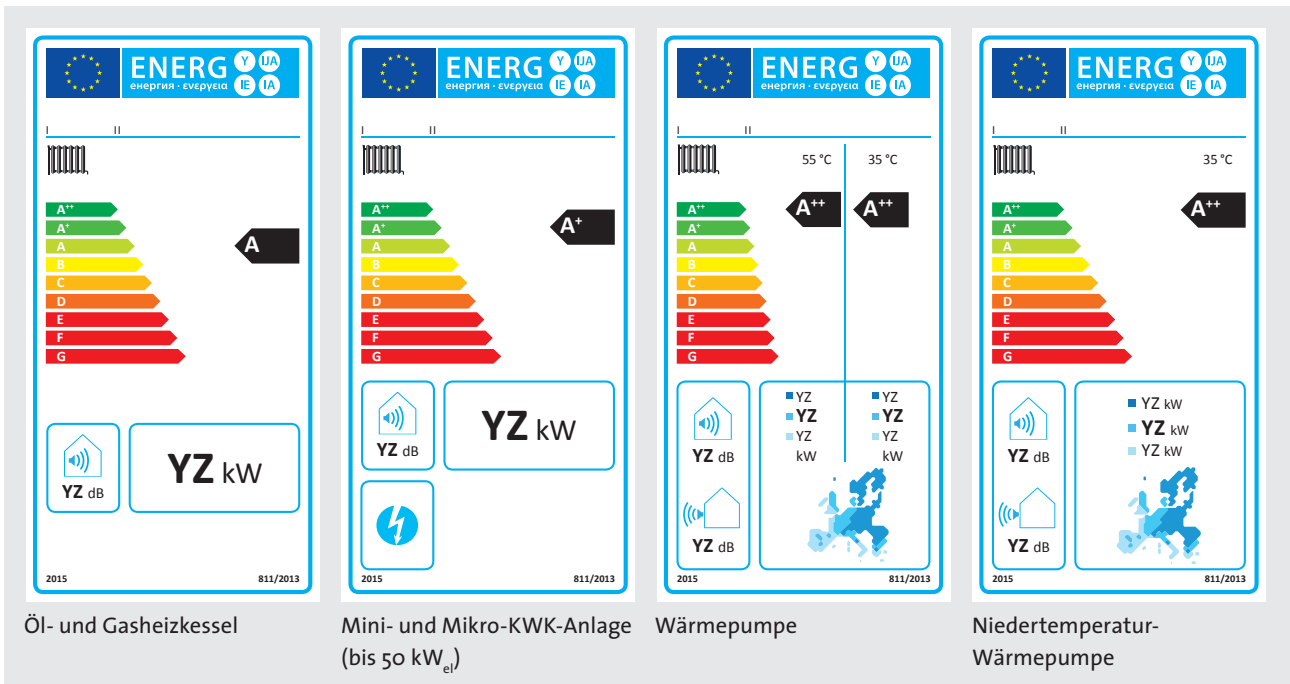 ENERG Y IJA
енергия · ενεργεια IE IA
I II
A++
A+
A
B
C
D
E
F
G
A
YZ dB
YZ kW
2015 811/2013
Öl- und Gasheizkessel
ENERG Y IJA
енергия · ενεργεια IE IA
I II
A++
A+
A
B
C
D
E
F
G
A+
YZ dB
YZ kW
2015 811/2013
Mini- und Mikro-KWK-Anlage
(bis 50 kWel)
ENERG Y IJA
енергия · ενεργεια IE IA
I II
55 °C 35 °C
A++
A+
A
B
C
D
E
F
G
A++ A++
YZ dB
YZ dB
YZ YZ
YZ YZ
YZ YZ
kW kW
2015 811/2013
Wärmepumpe
ENERG Y IJA
енергия · ενεργεια IE IA
I II
35 °C
A++
A+
A
B
C
D
E
F
G
A++
YZ dB
YZ dB
YZ kW
YZ kW
YZ kW
2015 811/2013
Niedertemperatur-
Wärmepumpe